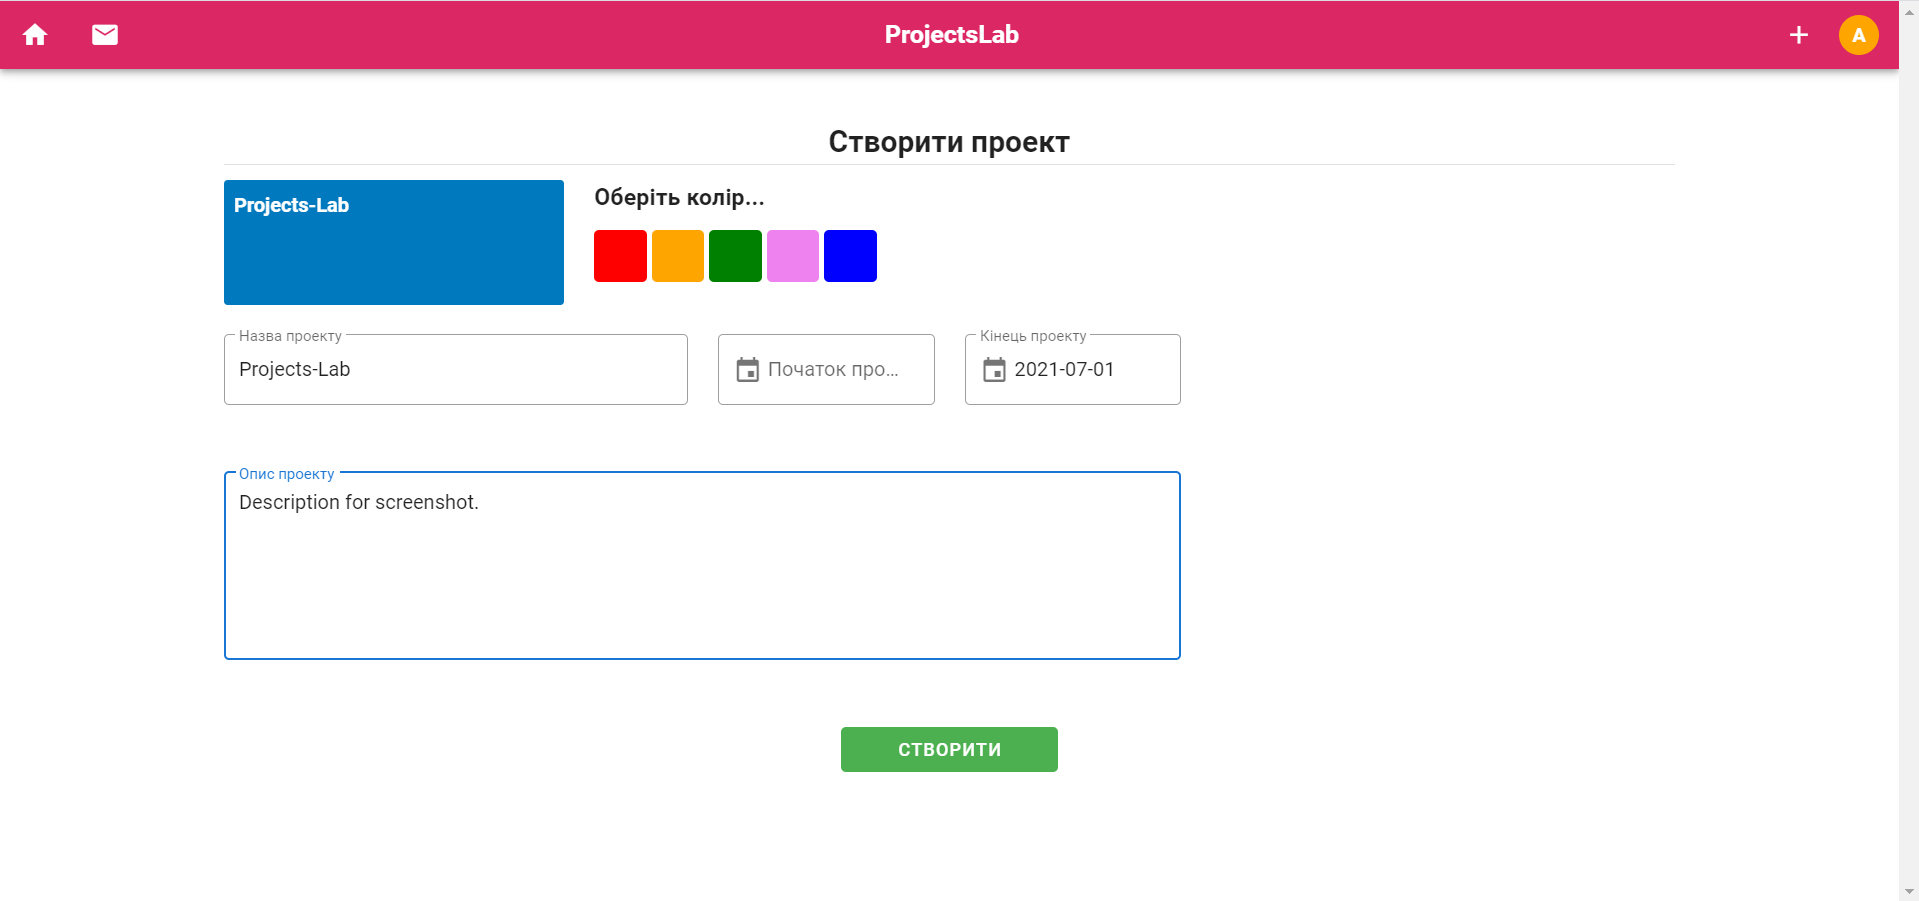 ProjectsLab
A
Створити проект
Projects-Lab
Оберіть колір...
Назва проекту
Projects-Lab
Початок про...
Кінець проекту
2021-07-01
Опис проекту
Description for screenshot.
СТВОРИТИ